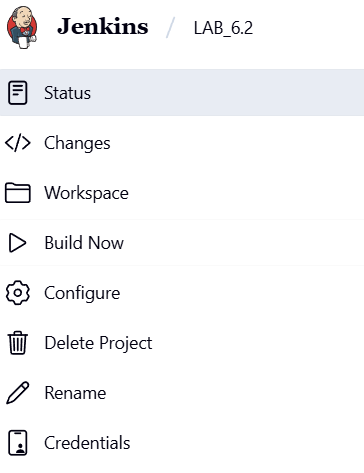 Jenkins / LAB_6.2
Status
Changes
Workspace
Build Now
Configure
Delete Project
Rename
Credentials